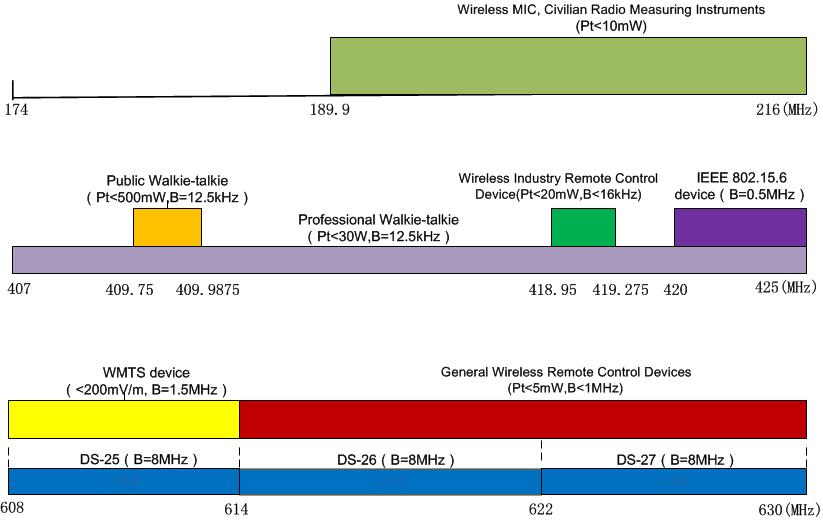 Wireless MIC, Civilian Radio Measuring Instruments
(Pt<10mW)
174
189.9
216(MHz)
Public Walkie-talkie
( Pt<500mW,B=12.5kHz )
Professional Walkie-talkie
( Pt<30W,B=12.5kHz )
Wireless Industry Remote Control
Device(Pt<20mW,B<16kHz)
IEEE 802.15.6
device ( B=0.5MHz )
407
409.75
409.9875
418.95
419.275
420
425(MHz)
WMTS device
( <200mV/m, B=1.5MHz )
General Wireless Remote Control Devices
(Pt<5mW,B<1MHz)
DS-25 ( B=8MHz )
DS-26 ( B=8MHz )
DS-27 ( B=8MHz )
608
614
622
630(MHz)